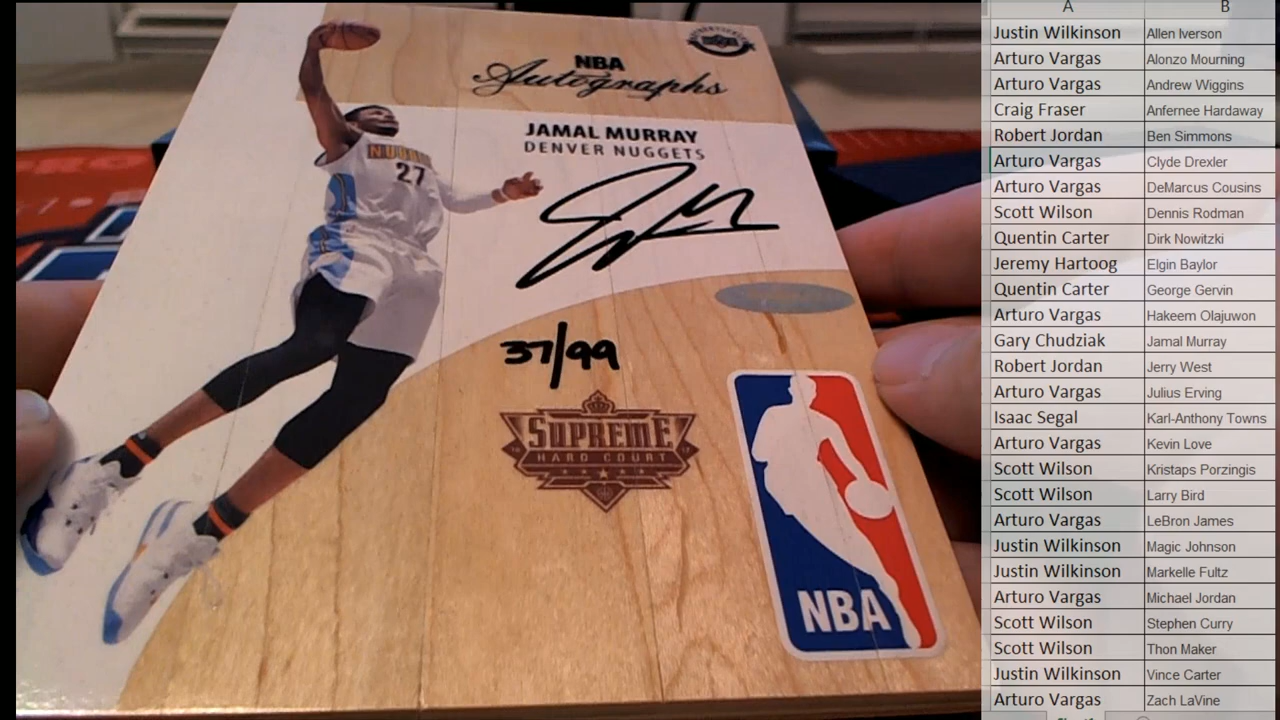 NBA
Autographs
JAMAL MURRAY
DENVER NUGGETS
27
37/99
SUPREME
HARD COURT
NBA
A B
Justin Wilkinson Allen Iverson
Arturo Vargas Alonzo Mourning
Arturo Vargas Andrew Wiggins
Craig Fraser Anfernee Hardaway
Robert Jordan Ben Simmons
Arturo Vargas Clyde Drexler
Arturo Vargas DeMarcus Cousins
Scott Wilson Dennis Rodman
Quentin Carter Dirk Nowitzki
Jeremy Hartoog Elgin Baylor
Quentin Carter George Gervin
Arturo Vargas Hakeem Olajuwon
Gary Chudziak Jamal Murray
Robert Jordan Jerry West
Arturo Vargas Julius Erving
Isaac Segal Karl-Anthony Towns
Arturo Vargas Kevin Love
Scott Wilson Kristaps Porzingis
Scott Wilson Larry Bird
Arturo Vargas LeBron James
Justin Wilkinson Magic Johnson
Justin Wilkinson Markelle Fultz
Arturo Vargas Michael Jordan
Scott Wilson Stephen Curry
Scott Wilson Thon Maker
Justin Wilkinson Vince Carter
Arturo Vargas Zach LaVine